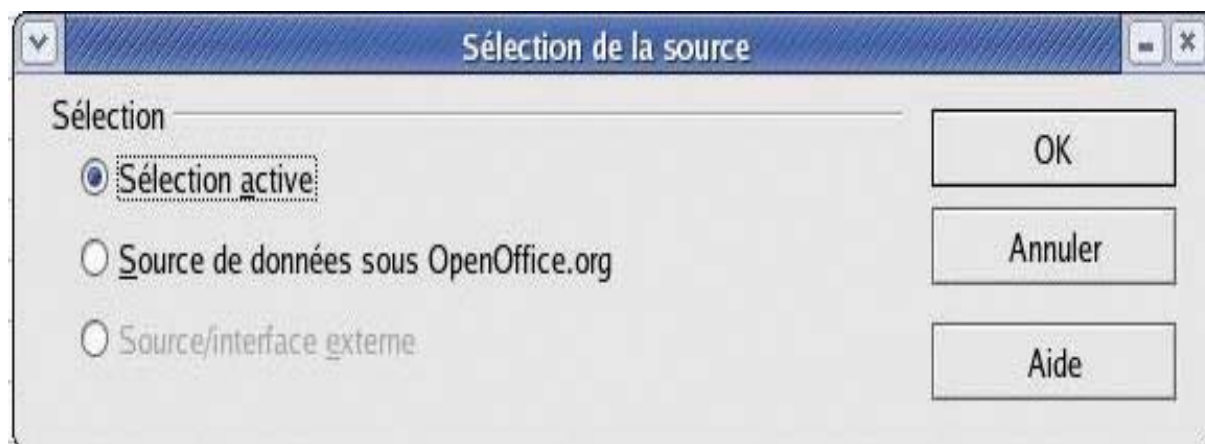 Sélection de la source
Sélection
Sélection active
Source de données sous OpenOffice.org
Source/interface externe
OK
Annuler
Aide